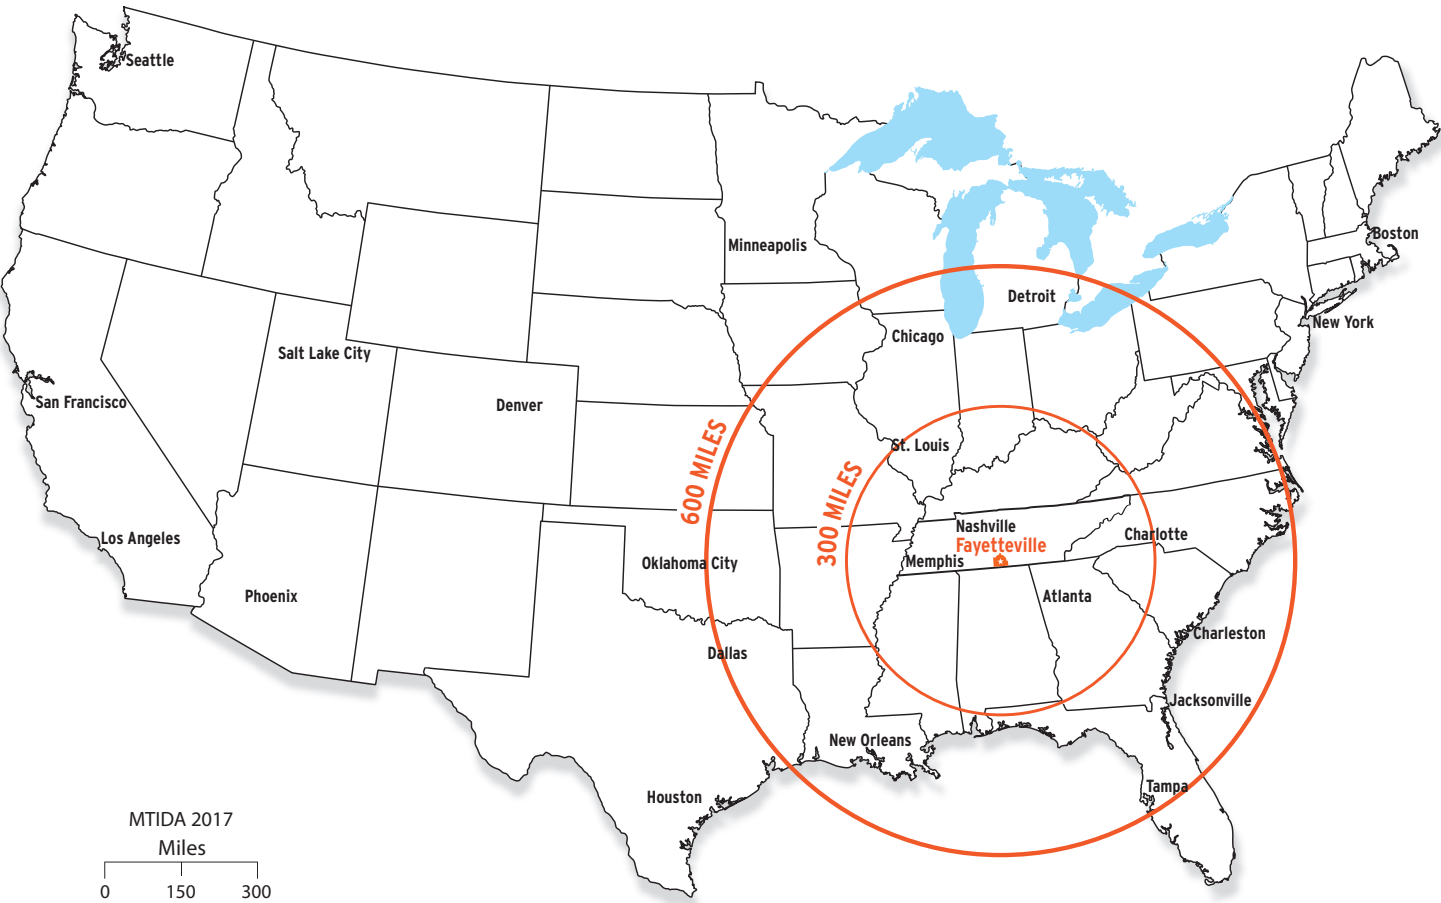 Seattle
Boston
Minneapolis
Detroit
New York
Chicago
Salt Lake City
San Francisco
Denver
St. Louis
600 MILES
300 MILES
Nashville
Fayetteville
Charlotte
Los Angeles
Memphis
Oklahoma City
Phoenix
Atlanta
Charleston
Dallas
Jacksonville
New Orleans
Tampa
Houston
MTIDA 2017
Miles
0 150 300